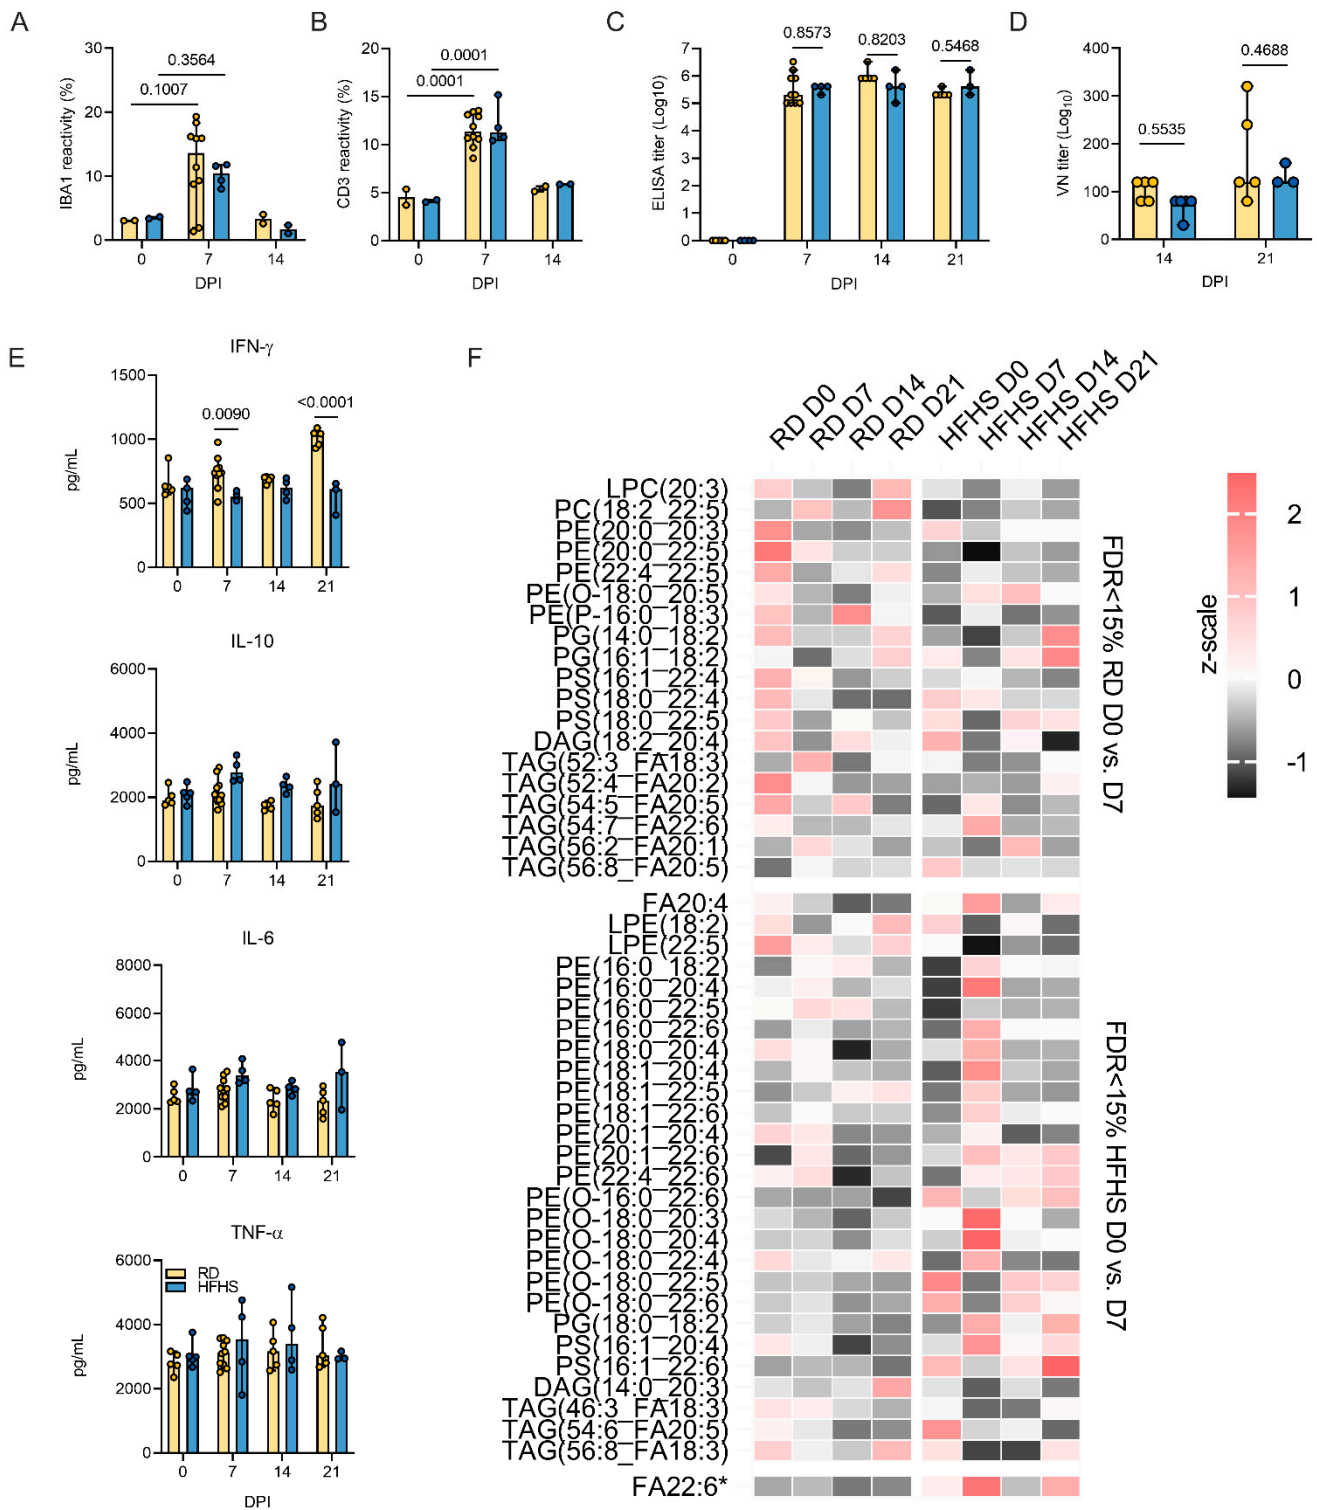 A
IBA1 reactivity (%)
30
20
10
0
0.3564
0.1007
0 7 14
DPI
B
CD3 reactivity (%)
20
15
10
5
0
0.0001
0.0001
0 7 14
DPI
C
ELISA titer (Log10)
7
6
5
4
3
2
1
0
0.8573 0.8203 0.5468
0 7 14 21
DPI
D
VN titer (Log10)
400
300
200
100
0
0.5535
0.4688
14 21
DPI
E
IFN-γ
pg/mL
1500
1000
500
0
0.0090
<0.0001
0 7 14 21
IL-10
pg/mL
6000
4000
2000
0
0 7 14 21
IL-6
pg/mL
8000
6000
4000
2000
0
0 7 14 21
TNF-α
pg/mL
6000
4000
2000
0
RD
HFHS
0 7 14 21
DPI
F
RD D0
RD D7
RD D14
RD D21
HFHS D0
HFHS D7
HFHS D14
HFHS D21
LPC(20:3)
PC(18:2_22:5)
PE(20:0_20:3)
PE(20:0_22:5)
PE(22:4_22:5)
PE(O-18:0_20:5)
PE(P-16:0_18:3)
PG(14:0_18:2)
PG(16:1_18:2)
PS(16:1_22:4)
PS(18:0_22:4)
PS(18:0_22:5)
DAG(18:2_20:4)
TAG(52:3_FA18:3)
TAG(52:4_FA20:2)
TAG(54:5_FA20:5)
TAG(54:7_FA22:6)
TAG(56:2_FA20:1)
TAG(56:8_FA20:5)
FDR<15% RD D0 vs. D7
FA20:4
LPE(18:2)
LPE(22:5)
PE(16:0_18:2)
PE(16:0_20:4)
PE(16:0_22:5)
PE(16:0_22:6)
PE(18:0_20:4)
PE(18:1_20:4)
PE(18:1_22:5)
PE(18:1_22:6)
PE(20:1_20:4)
PE(20:1_22:6)
PE(22:4_22:6)
PE(O-16:0_22:6)
PE(O-18:0_20:3)
PE(O-18:0_20:4)
PE(O-18:0_22:4)
PE(O-18:0_22:5)
PE(O-18:0_22:6)
PG(18:0_18:2)
PS(16:1_20:4)
PS(16:1_22:6)
DAG(14:0_20:3)
TAG(46:3_FA18:3)
TAG(54:6_FA20:5)
TAG(56:8_FA18:3)
FDR<15% HFHS D0 vs. D7
FA22:6*
z-scale
2
1
0
-1